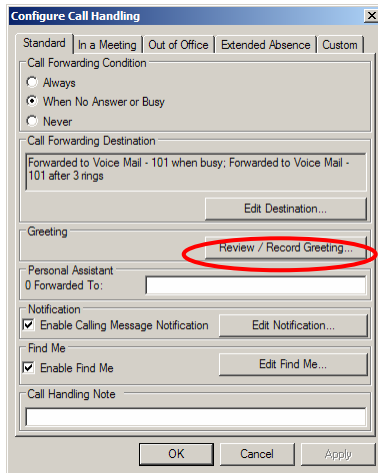 Configure Call Handling
Standard In a Meeting Out of Office Extended Absence Custom
Call Forwarding Condition
Always
When No Answer or Busy
Never
Call Forwarding Destination
Forwarded to Voice Mail - 101 when busy; Forwarded to Voice Mail -
101 after 3 rings
Edit Destination...
Greeting
Review / Record Greeting...
Personal Assistant
0 Forwarded To:
Notification
Enable Calling Message Notification Edit Notification...
Find Me
Enable Find Me Edit Find Me...
Call Handling Note
OK Cancel Apply